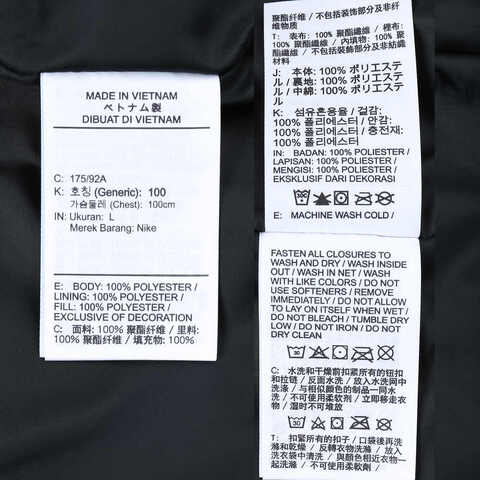 MADE IN VIETNAM
ベトナム製
DIBUAT DI VIETNAM
C: 175/92A
K: 호칭 (Generic): 100
가슴둘레 (Chest): 100cm
IN: Ukuran: L
Merek Barang: Nike
E: BODY: 100% POLYESTER/
LINING: 100% POLYESTER /
FILL: 100% POLYESTER /
EXCLUSIVE OF DECORATION
C: 面料: 100% 聚酯纤维 / 里料:
100% 聚酯纤维 / 填充物: 100%
聚酯纤维 / 不包括装饰部分及非纤
维物质
T: 表布: 100% 聚酯纖維 / 裡布:
100% 聚酯纖維 / 內填物: 100%
聚酯纖維 / 不包括裝飾部分及非紡織
材料
J: 本体: 100% ポリエステ
ル / 裏地: 100% ポリエステ
ル / 中綿: 100% ポリエステ
ル
K: 섬유혼용율 / 겉감:
100% 폴리에스터 / 안감:
100% 폴리에스터 / 충전재:
100% 폴리에스터
IN: BADAN: 100% POLIESTER /
LAPISAN: 100% POLIESTER /
MENGISI: 100% POLIESTER /
EKSKLUSIF DARI DEKORASI
E: MACHINE WASH COLD /
FASTEN ALL CLOSURES TO
WASH AND DRY / WASH INSIDE
OUT / WASH IN NET / WASH
WITH LIKE COLORS / DO NOT
USE SOFTENERS / REMOVE
IMMEDIATELY / DO NOT ALLOW
TO LAY ON ITSELF WHEN WET /
DO NOT BLEACH / TUMBLE DRY
LOW / DO NOT IRON / DO NOT
DRY CLEAN
C: 水洗和干燥前扣紧所有的钮扣
和拉链 / 反面水洗 / 放入水洗网中
洗涤 / 与相似颜色的制品一同水
洗 / 不可使用柔软剂 / 立即移走衣
物 / 湿时不可堆放
30
T: 扣緊所有的扣子 / 口袋後再洗
滌和乾燥 / 反轉衣物洗滌 / 放入洗
衣袋中清洗 / 與顏色相近衣物一
起洗滌 / 不可使用柔軟劑 /